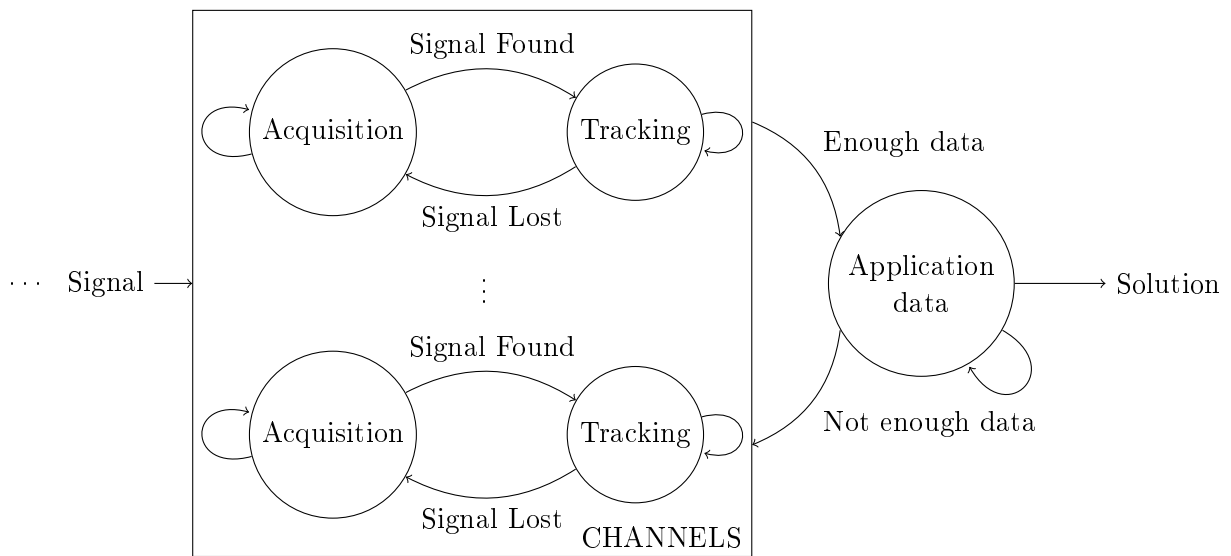 Signal Found
Acquisition
Tracking
Signal Lost
Enough data
· · · Signal
⋮
Application
data
Solution
Signal Found
Acquisition
Tracking
Not enough data
Signal Lost
CHANNELS